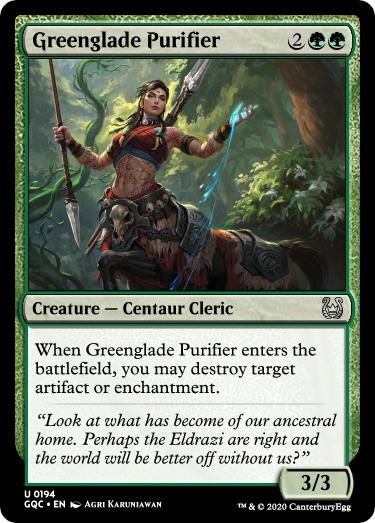 Greenglade Purifier 2
Creature — Centaur Cleric
When Greenglade Purifier enters the
battlefield, you may destroy target
artifact or enchantment.
“Look at what has become of our ancestral
home. Perhaps the Eldrazi are right and
the world will be better off without us?”
3/3
U 0194
GQC • EN Agri Karuniawan
™ & © 2020 CanterburyEgg